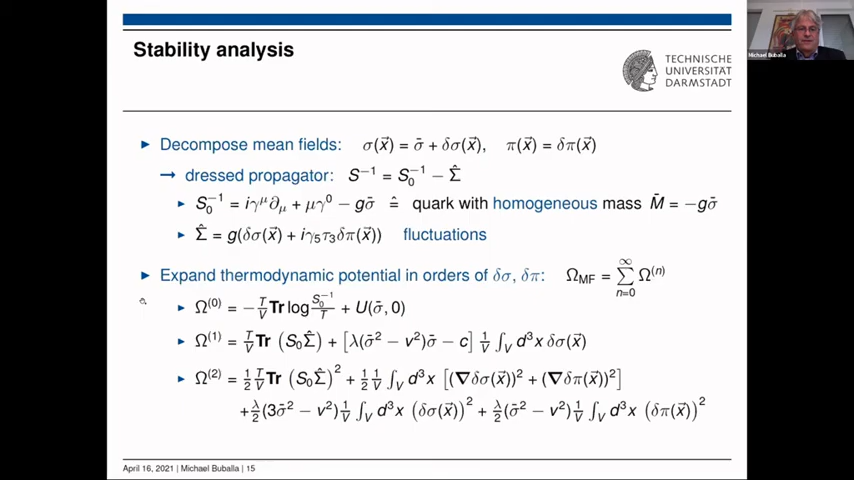 Stability analysis
TECHNISCHE
UNIVERSITÄT
DARMSTADT
Michael Buballa
▶ Decompose mean fields: σ(x⃗) = σ̄ + δσ(x⃗), π(x⃗) = δπ(x⃗)
→ dressed propagator: S⁻¹ = S₀⁻¹ − Σ̂
▶ S₀⁻¹ = iγ^μ∂_μ + μγ⁰ − gσ̄ ≙ quark with homogeneous mass M̄ = −gσ̄
▶ Σ̂ = g(δσ(x⃗) + iγ₅τ₃δπ(x⃗)) fluctuations
▶ Expand thermodynamic potential in orders of δσ, δπ: Ω_MF = ∑_{n=0}^{∞} Ω^(n)
▶ Ω^(0) = −T/V Tr log S₀⁻¹/T + U(σ̄, 0)
▶ Ω^(1) = T/V Tr (S₀Σ̂) + [λ(σ̄² − v²)σ̄ − c] 1/V ∫_V d³x δσ(x⃗)
▶ Ω^(2) = 1/2 T/V Tr (S₀Σ̂)² + 1/2 1/V ∫_V d³x [(∇δσ(x⃗))² + (∇δπ(x⃗))²]
+λ/2 (3σ̄² − v²) 1/V ∫_V d³x (δσ(x⃗))² + λ/2 (σ̄² − v²) 1/V ∫_V d³x (δπ(x⃗))²
April 16, 2021 | Michael Buballa | 15